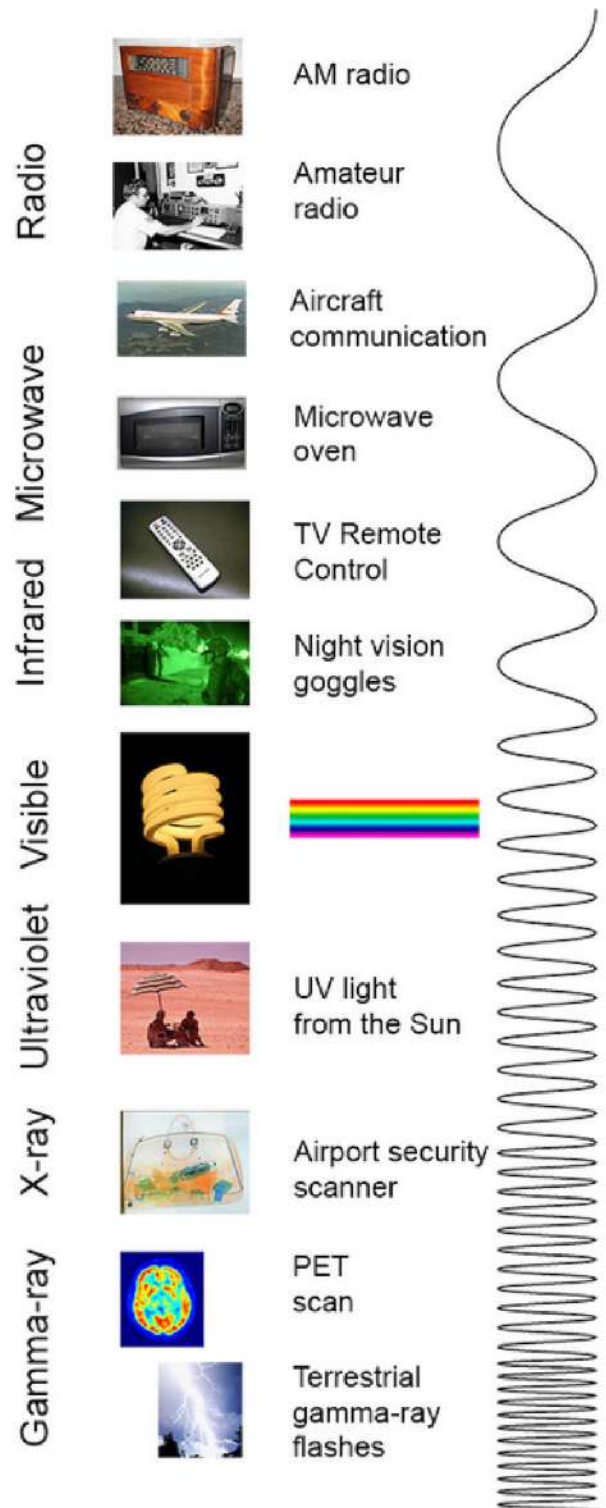 Radio
AM radio
Amateur
radio
Aircraft
communication
Microwave
Microwave
oven
Infrared
TV Remote
Control
Night vision
goggles
Visible
Ultraviolet
UV light
from the Sun
X-ray
Airport security
scanner
Gamma-ray
PET
scan
Terrestrial
gamma-ray
flashes